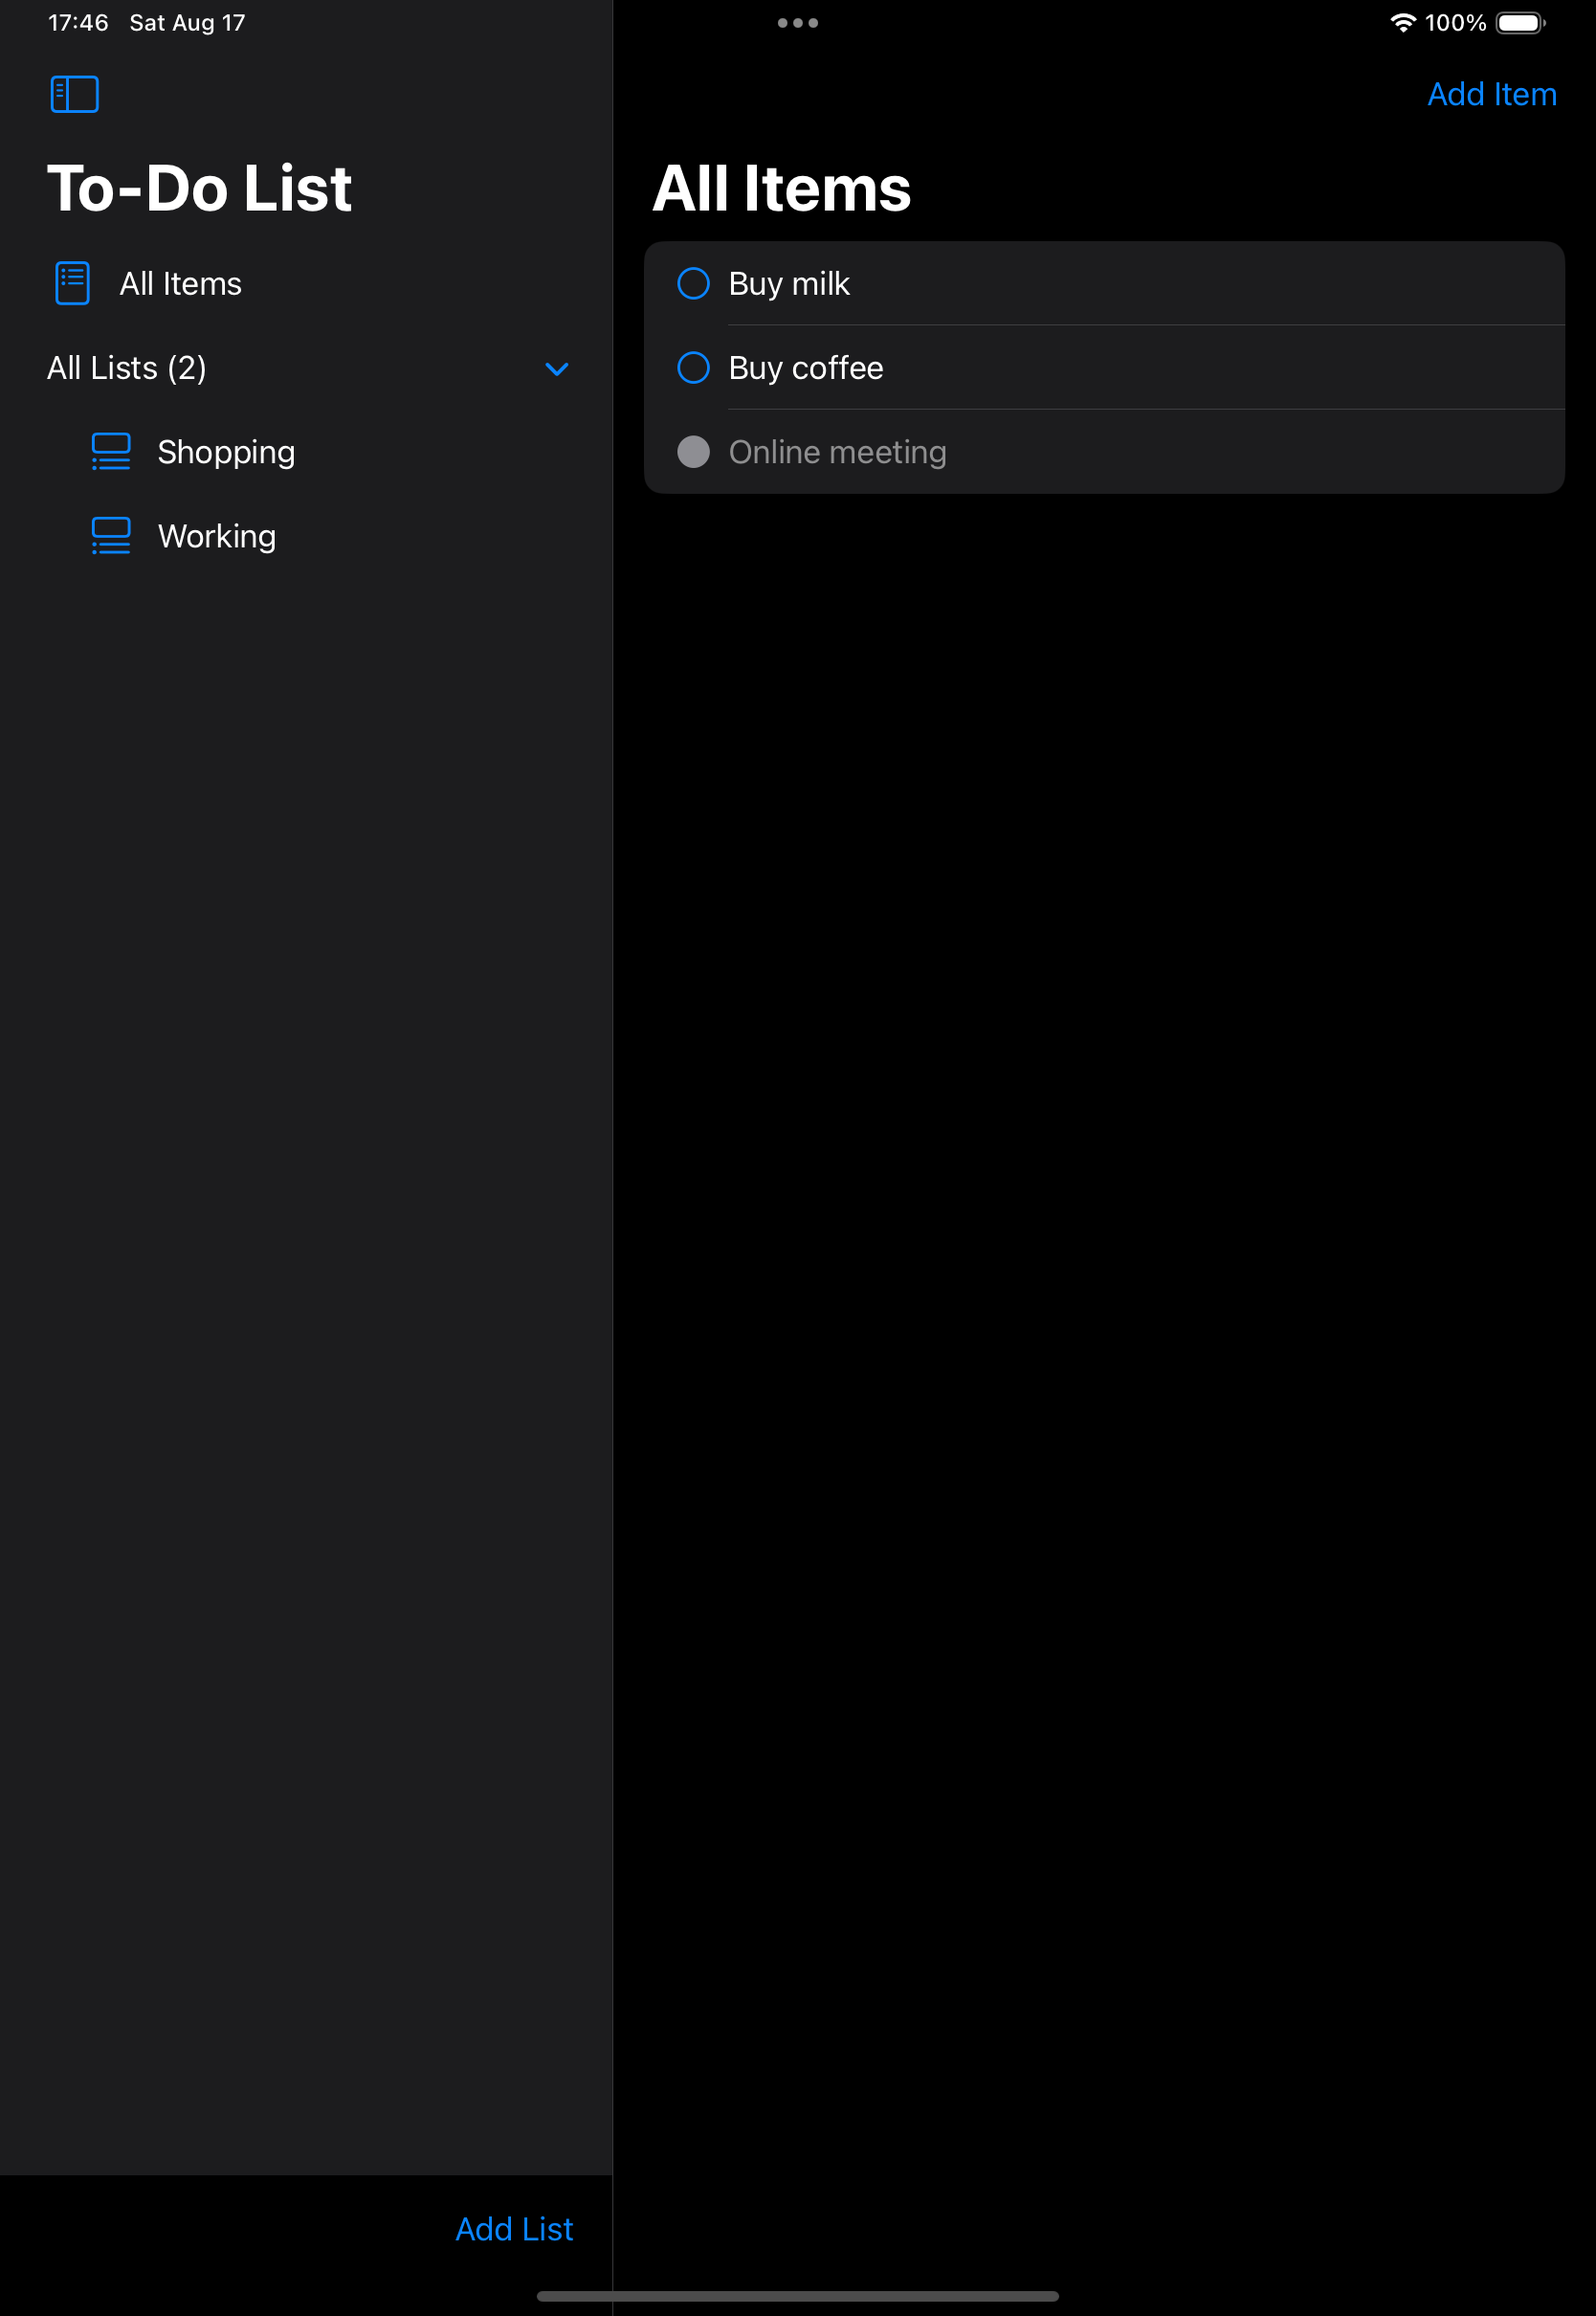 17:46 Sat Aug 17
100%
Add Item
To-Do List
All Items
All Lists (2)
Shopping
Working
Add List
All Items
Buy milk
Buy coffee
Online meeting